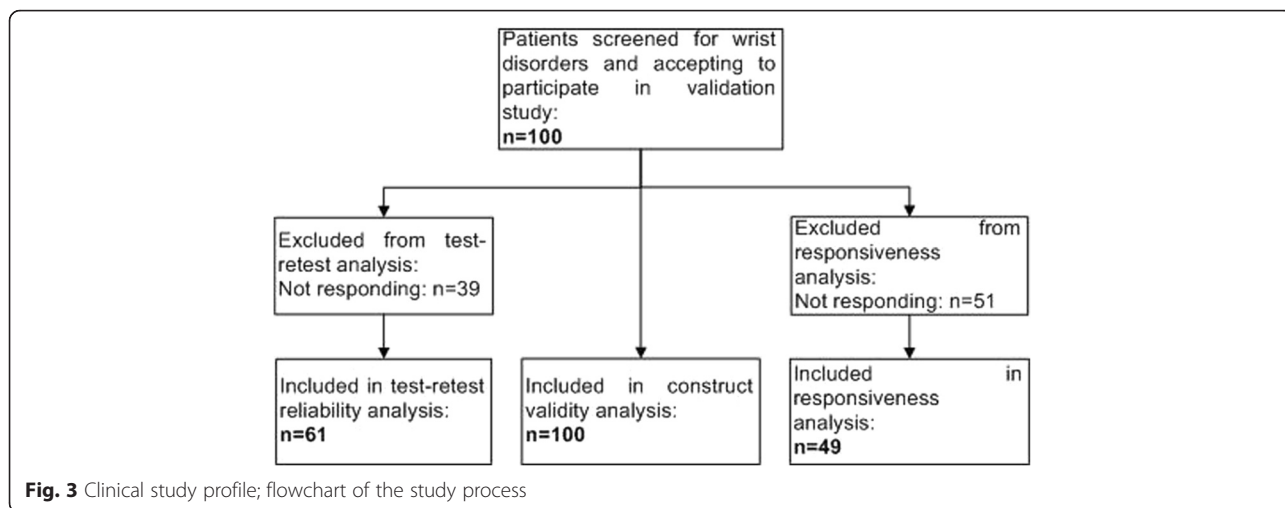 Patients screened for wrist
disorders and accepting to
participate in validation
study:
n=100
Excluded from test-
retest analysis:
Not responding: n=39
Excluded from
responsiveness
analysis:
Not responding: n=51
Included in test-retest
reliability analysis:
n=61
Included in construct
validity analysis:
n=100
Included in
responsiveness
analysis:
n=49
Fig. 3 Clinical study profile; flowchart of the study process